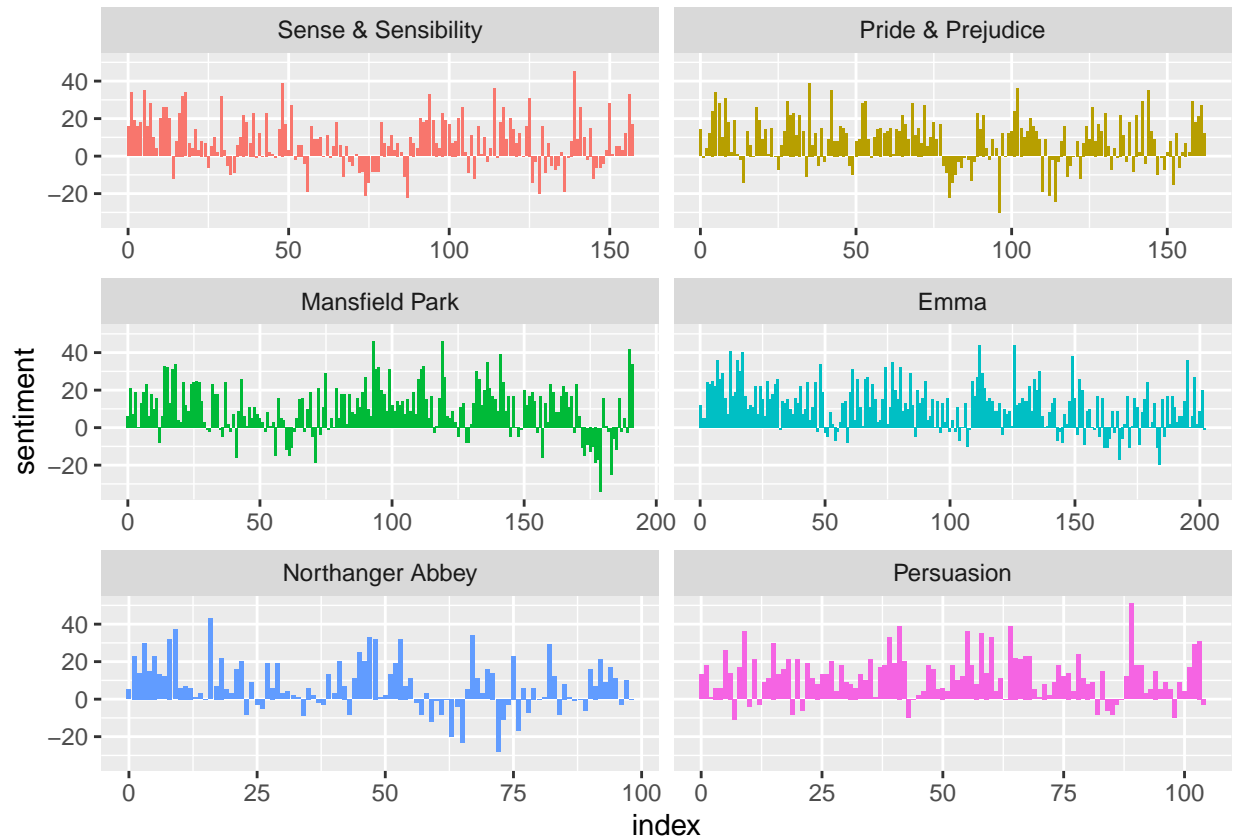 Sense & Sensibility
Pride & Prejudice
40
20
0
−20
0 50 100 150
0 50 100 150
Mansfield Park
Emma
40
20
0
−20
0 50 100 150 200
0 50 100 150 200
Northanger Abbey
Persuasion
40
20
0
−20
0 25 50 75 100
0 25 50 75 100
sentiment
index